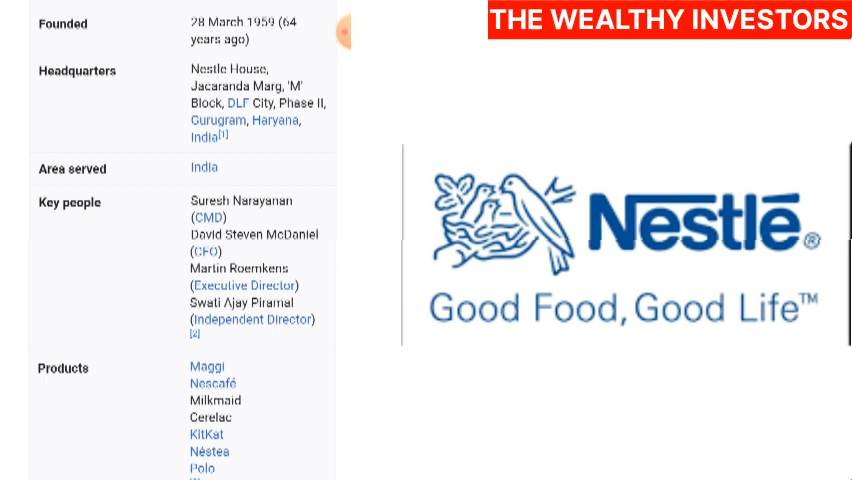 Founded
28 March 1959 (64
years ago)
Headquarters
Nestle House,
Jacaranda Marg, 'M'
Block, DLF City, Phase II,
Gurugram, Haryana,
India[1]
Area served
India
Key people
Suresh Narayanan
(CMD)
David Steven McDaniel
(CFO)
Martin Roemkens
(Executive Director)
Swati Ajay Piramal
(Independent Director)
[2]
Products
Maggi
Nescafé
Milkmaid
Cerelac
KitKat
Néstea
Polo
THE WEALTHY INVESTORS
Nestlé®
Good Food, Good Life™